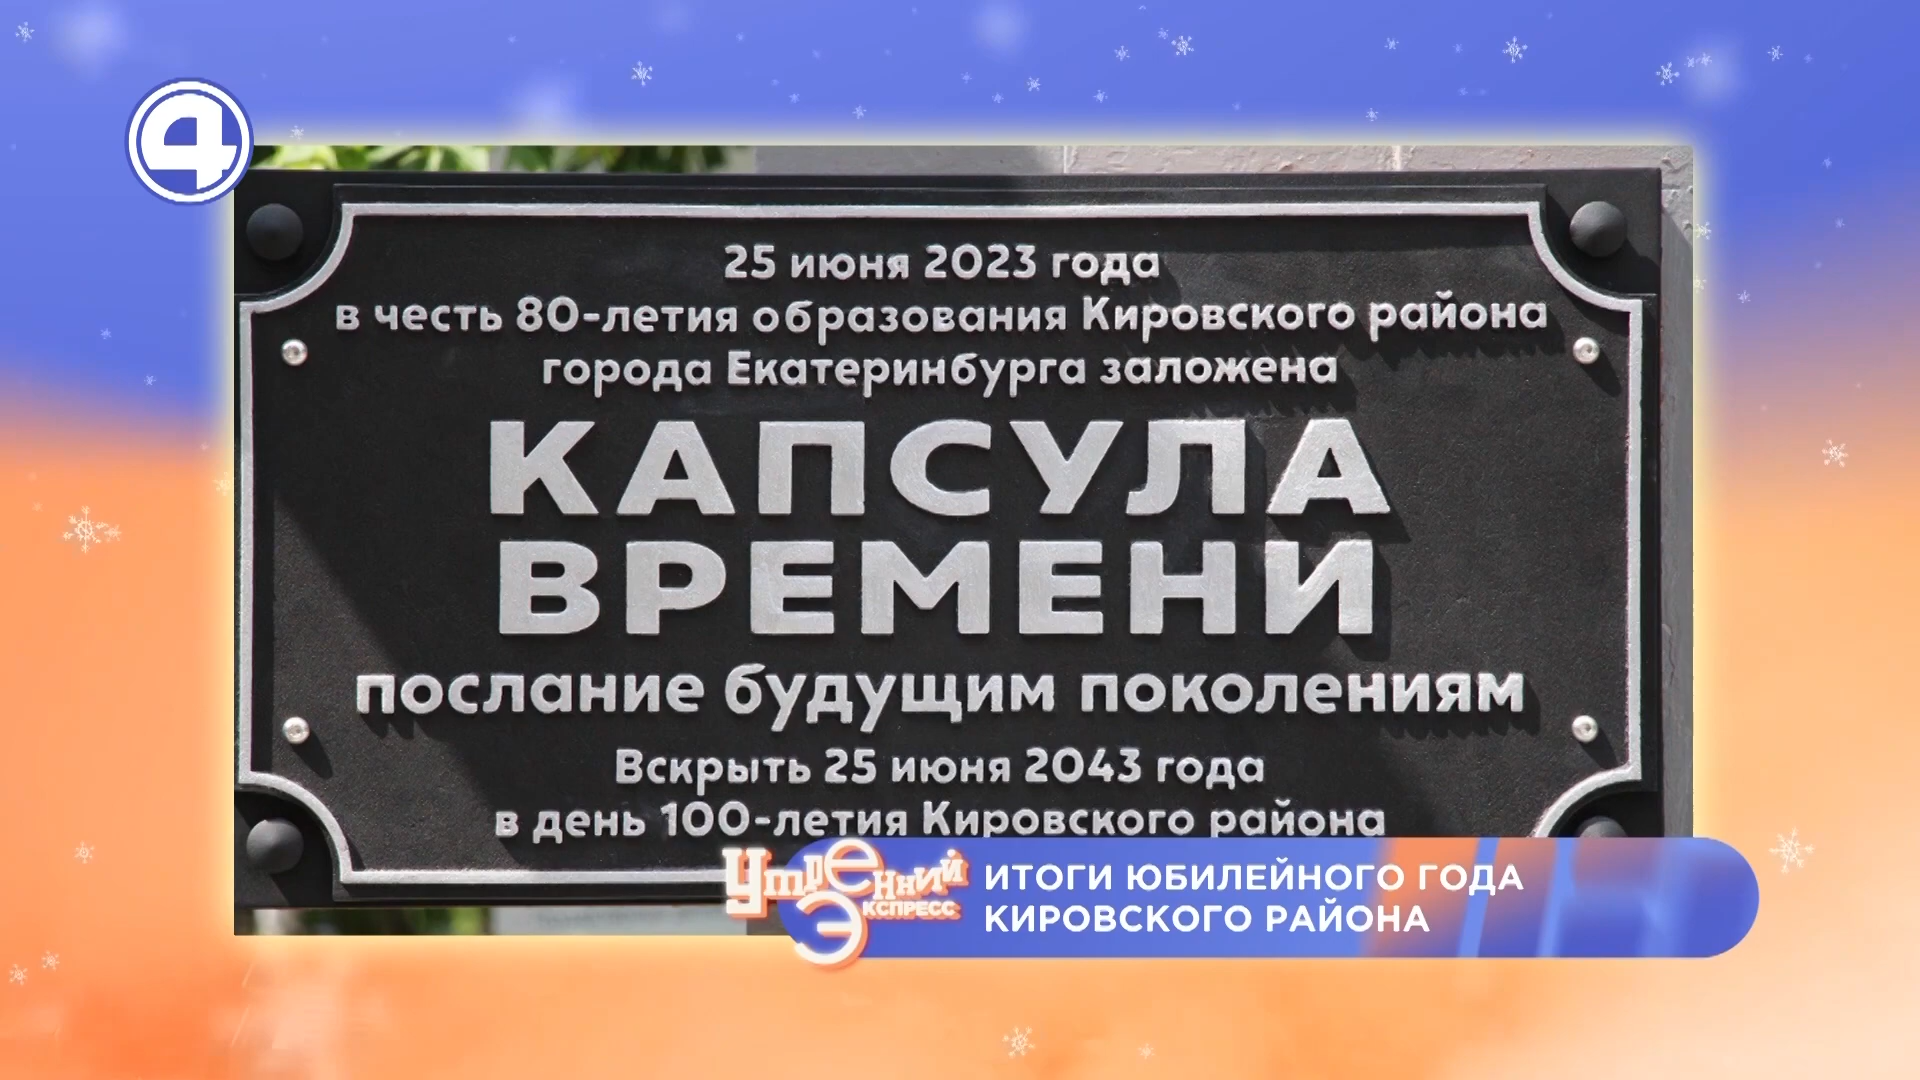 4
25 июня 2023 года
в честь 80-летия образования Кировского района
города Екатеринбурга заложена
КАПСУЛА
ВРЕМЕНИ
послание будущим поколениям
Вскрыть 25 июня 2043 года
в день 100-летия Кировского района
Утренний
Экспресс
ИТОГИ ЮБИЛЕЙНОГО ГОДА
КИРОВСКОГО РАЙОНА